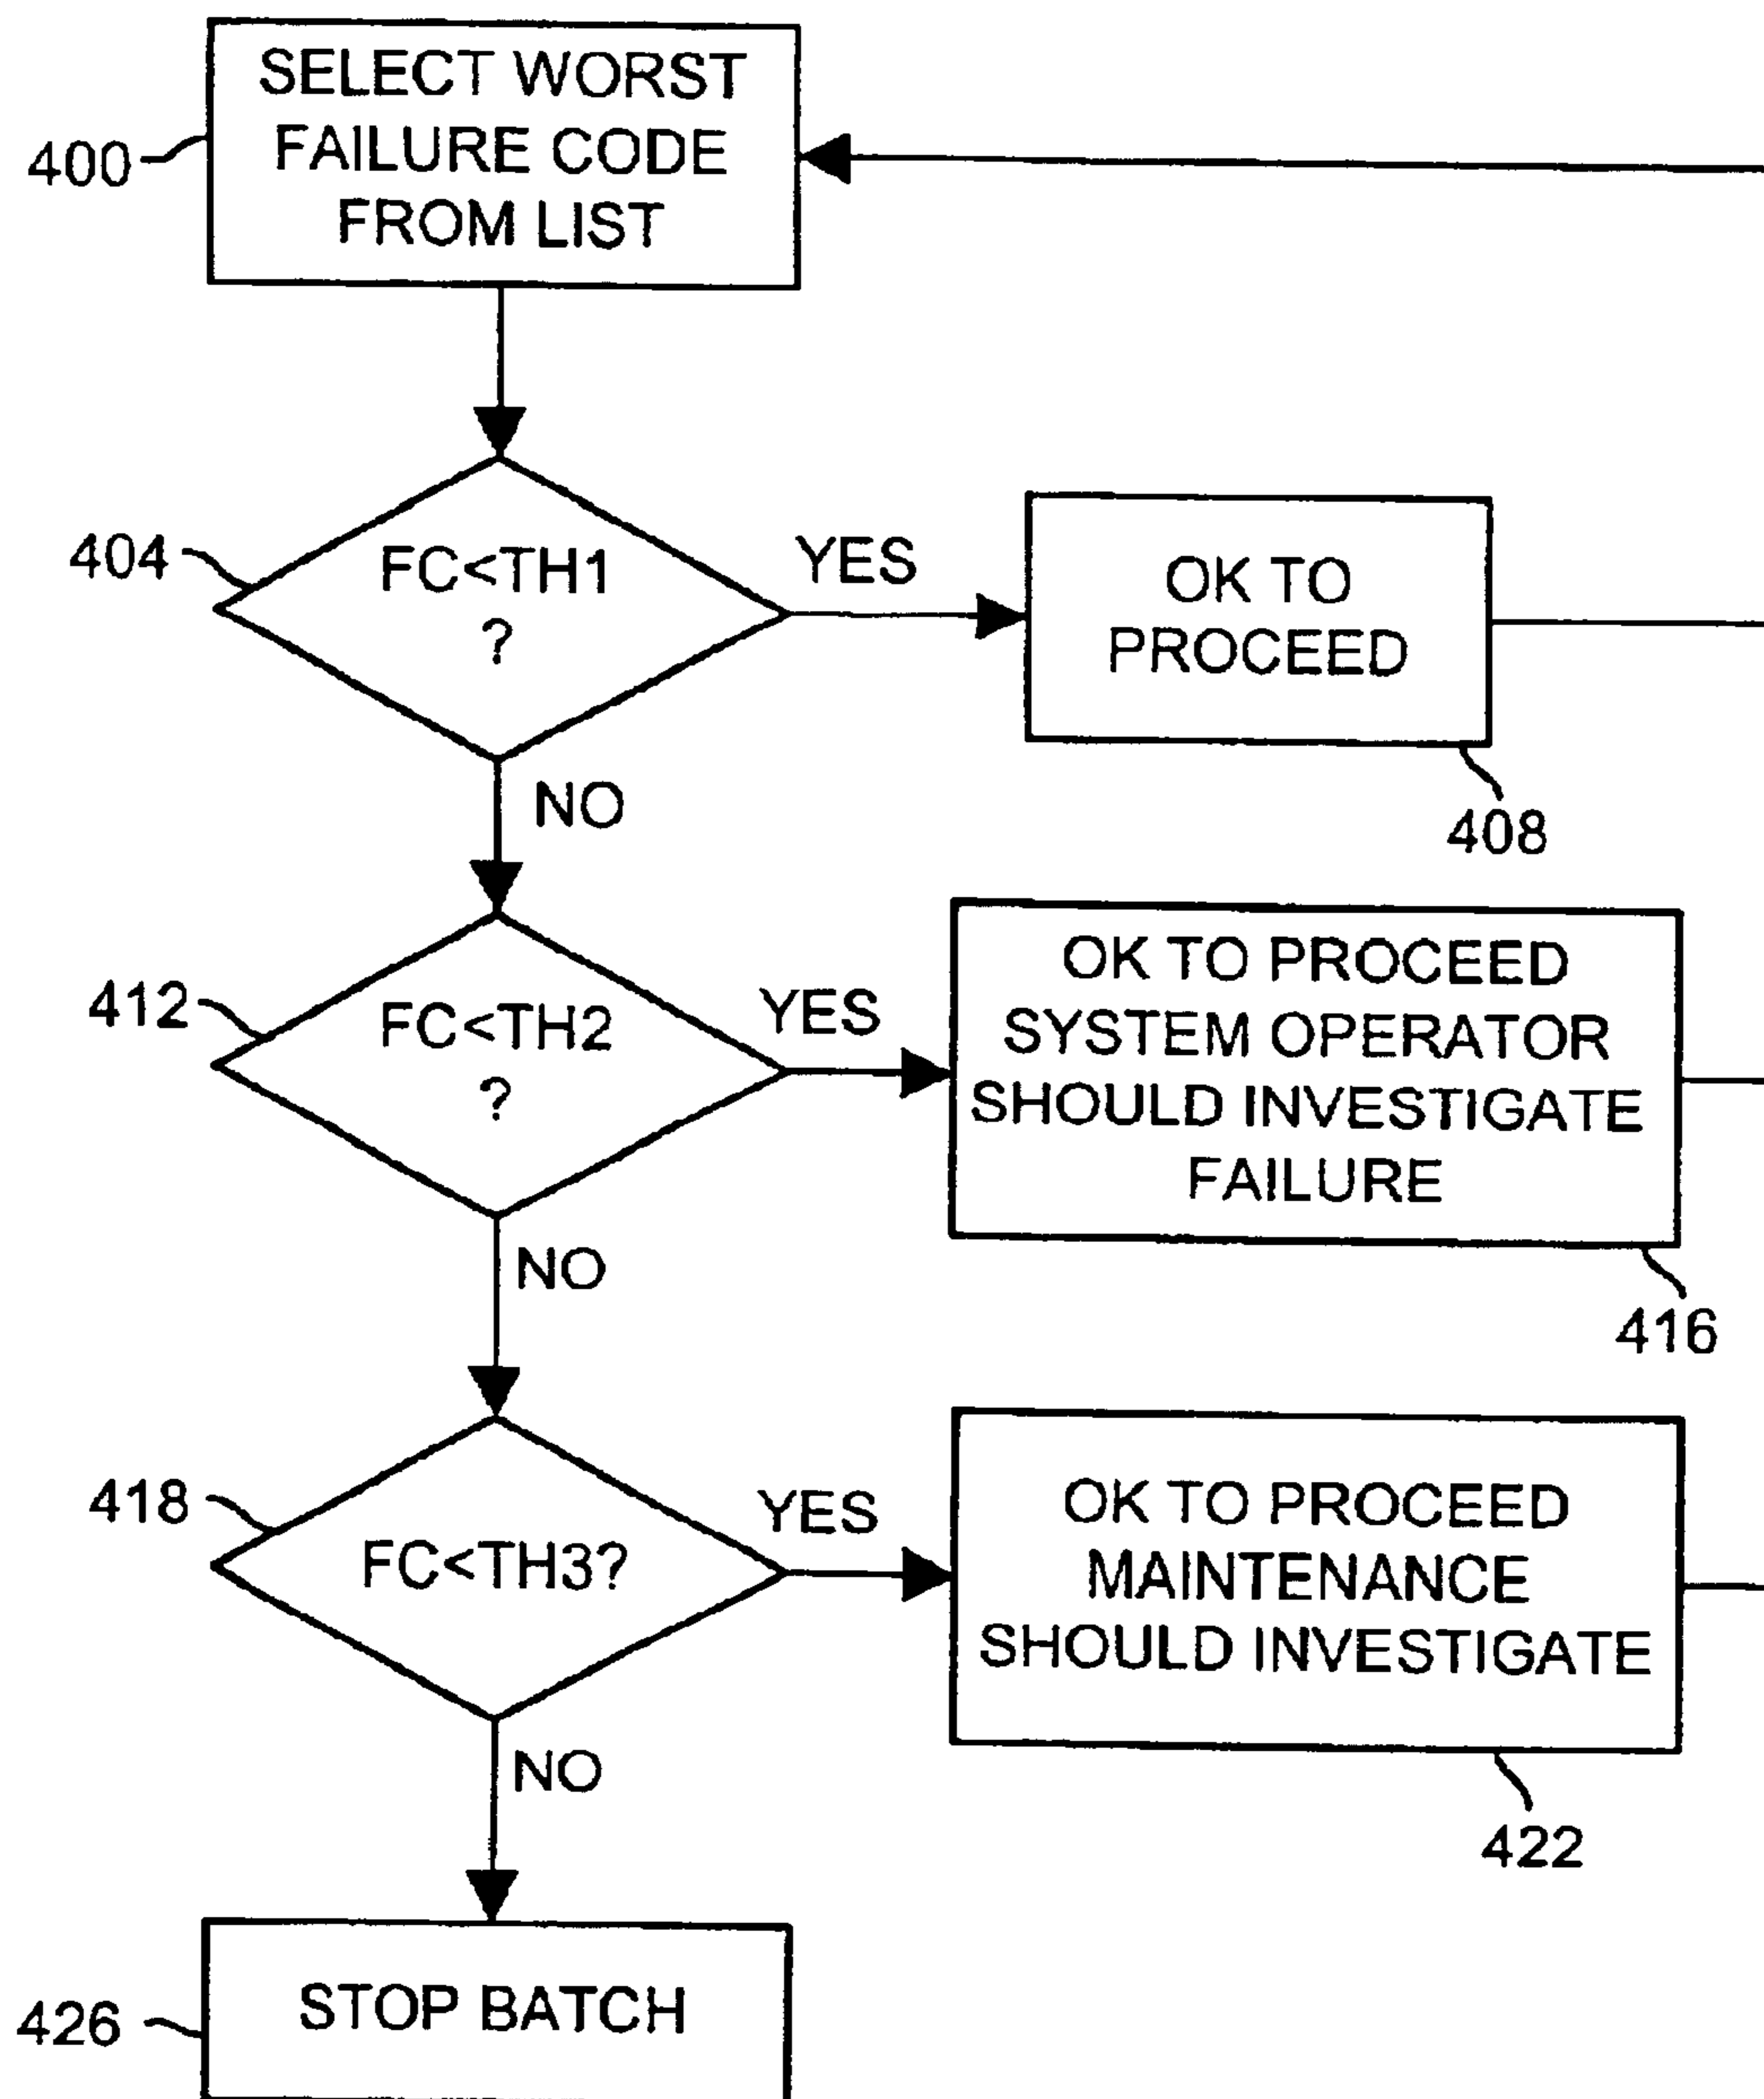 SELECT WORST
FAILURE CODE
FROM LIST
400
404
FC<TH1
?
YES
OK TO
PROCEED
408
NO
412
FC<TH2
?
YES
OK TO PROCEED
SYSTEM OPERATOR
SHOULD INVESTIGATE
FAILURE
416
NO
418
FC<TH3?
YES
OK TO PROCEED
MAINTENANCE
SHOULD INVESTIGATE
422
NO
426
STOP BATCH